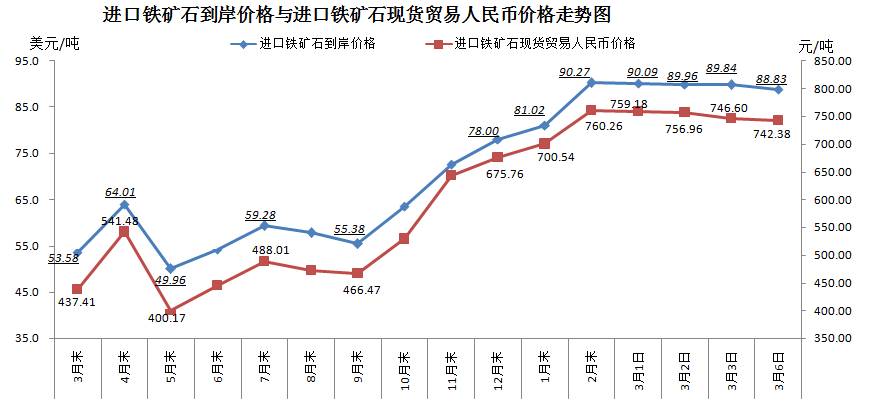 进口铁矿石到岸价格与进口铁矿石现货贸易人民币价格走势图
美元/吨
进口铁矿石到岸价格
进口铁矿石现货贸易人民币价格
元/吨
95.0
85.0
75.0
65.0
55.0
45.0
35.0
850.00
800.00
750.00
700.00
650.00
600.00
550.00
500.00
450.00
400.00
350.00
53.58
64.01
49.96
59.28
55.38
78.00
81.02
90.27
90.09
89.96
89.84
88.83
437.41
541.48
400.17
488.01
466.47
675.76
700.54
760.26
759.18
756.96
746.60
742.38
3月末
4月末
5月末
6月末
7月末
8月末
9月末
10月末
11月末
12月末
1月末
2月末
3月1日
3月2日
3月3日
3月6日